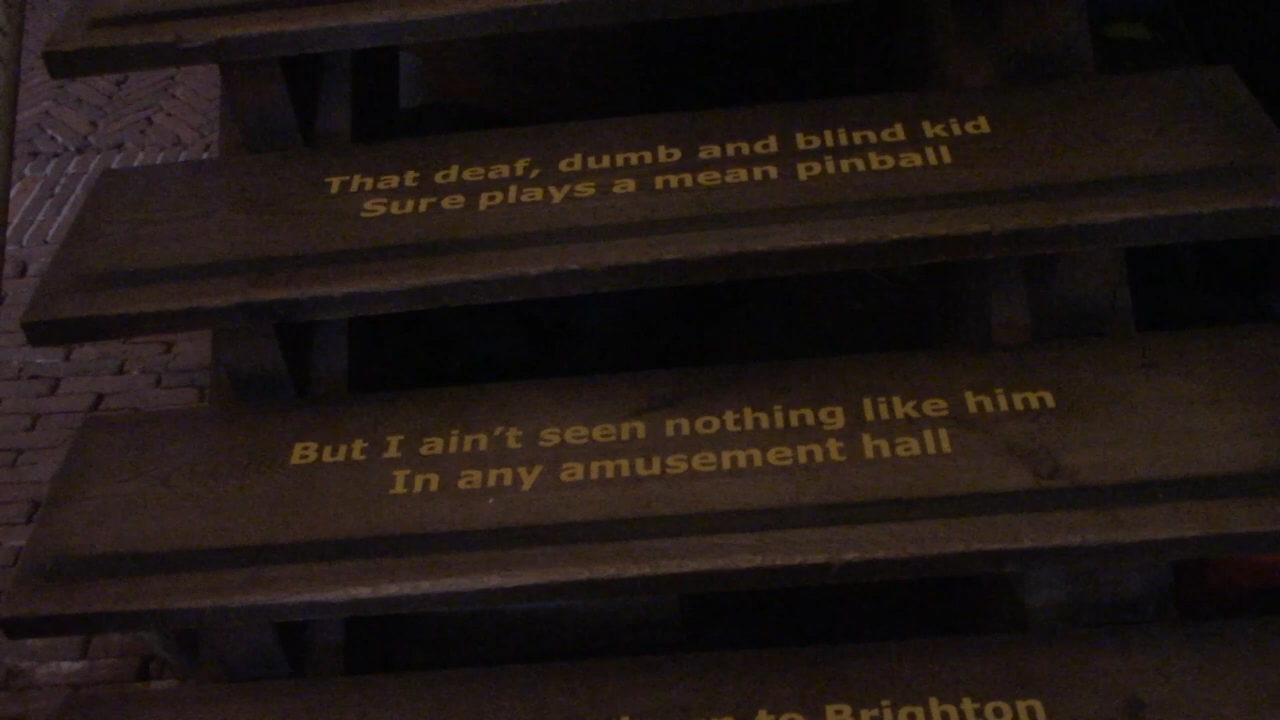 That deaf, dumb and blind kid
Sure plays a mean pinball
But I ain't seen nothing like him
In any amusement hall
to Brighton